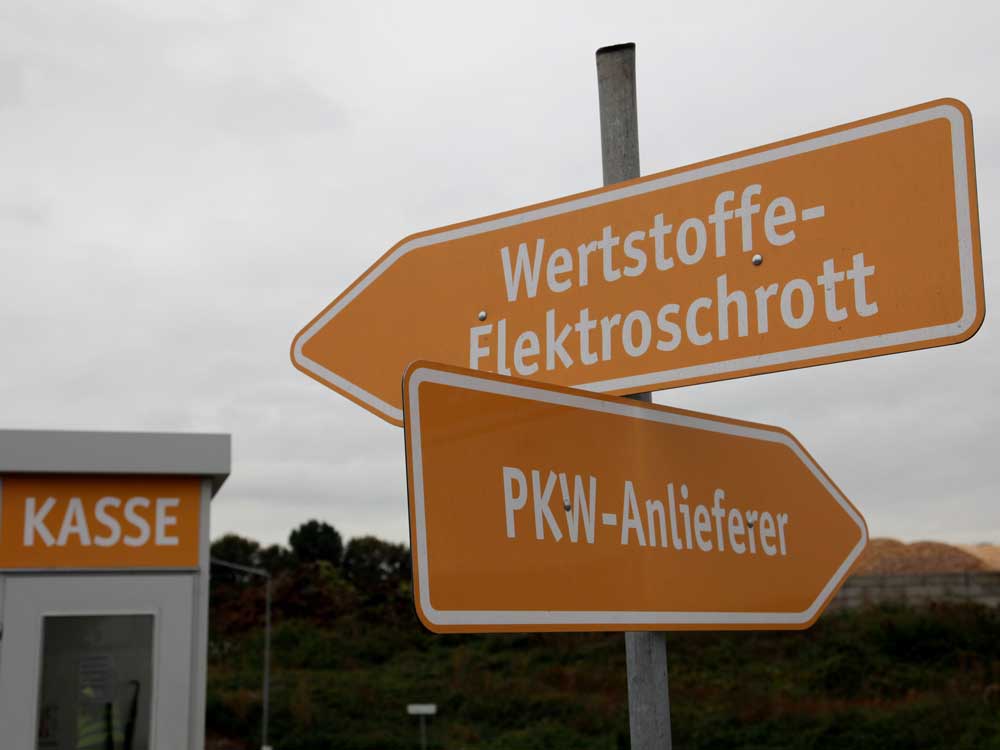 Wertstoffe-
Elektroschrott
PKW-Anlieferer
KASSE